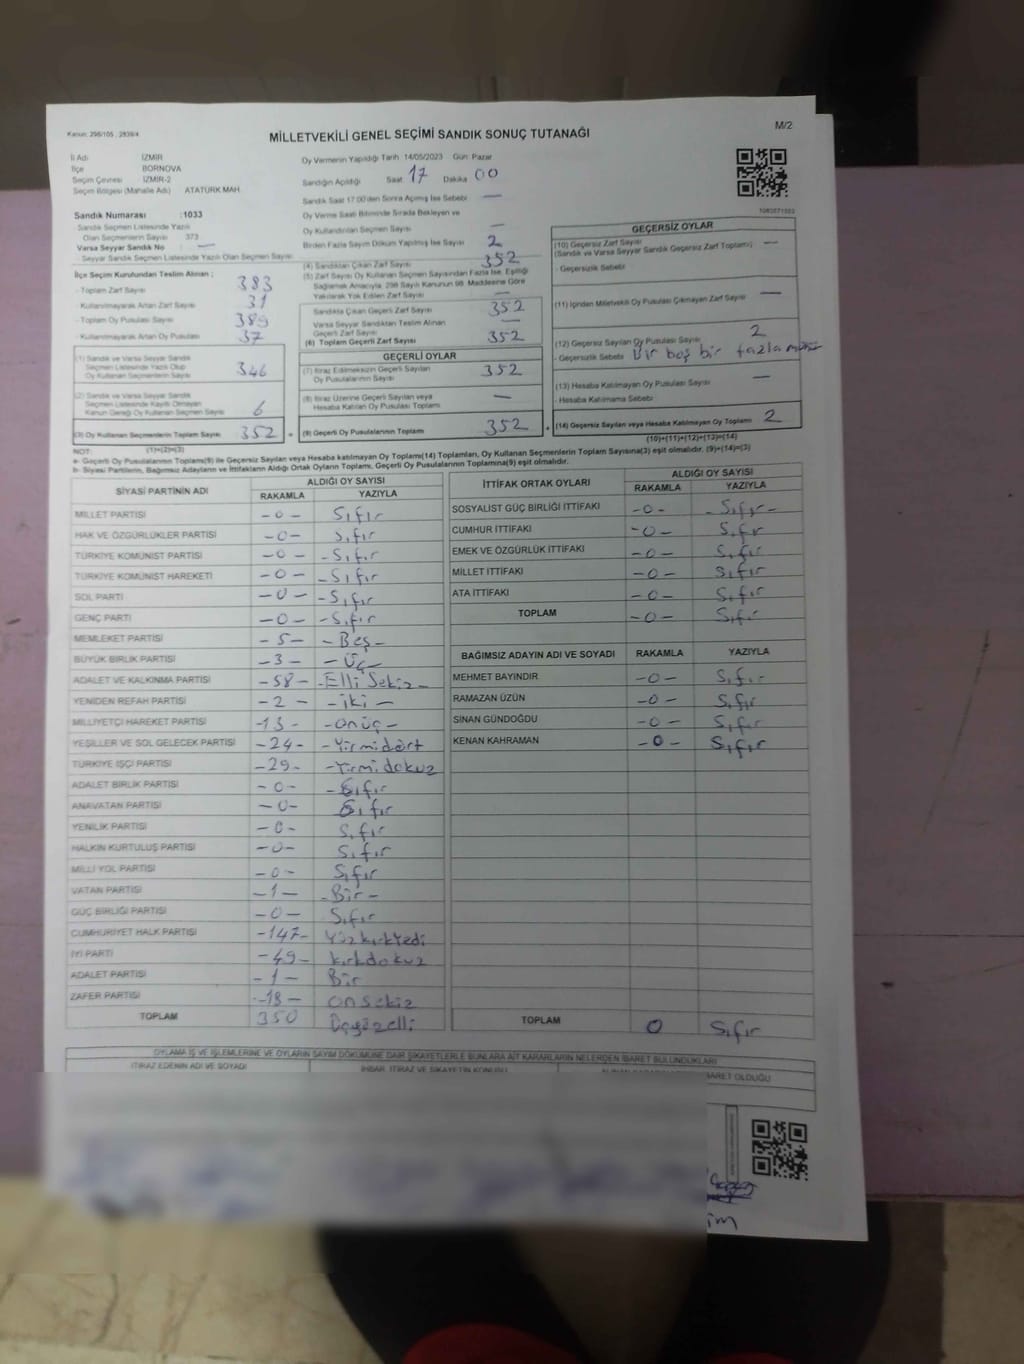 Kanun: 298/105 , 2839/4
MİLLETVEKİLİ GENEL SEÇİMİ SANDIK SONUÇ TUTANAĞI
M/2
İl Adı İZMİR
İlçe BORNOVA
Seçim Çevresi İZMİR-2
Seçim Bölgesi (Mahalle Adı) ATATÜRK MAH.
Sandık Numarası :1033
- Sandık Seçmen Listesinde Yazılı
Olan Seçmenlerin Sayısı 373
Varsa Seyyar Sandık No : —
- Seyyar Sandık Seçmen Listesinde Yazılı Olan Seçmen Sayısı
Oy Vermenin Yapıldığı Tarih :14/05/2023 Gün :Pazar
Sandığın Açıldığı Saat 17 Dakika 00
Sandık Saat 17:00'den Sonra Açılmış İse Sebebi —
Oy Verme Saati Bitiminde Sırada Bekleyen ve
Oy Kullandırılan Seçmen Sayısı —
Birden Fazla Sayım Döküm Yapılmış İse Sayısı 2
İlçe Seçim Kurulundan Teslim Alınan ;
- Toplam Zarf Sayısı 383
- Kullanılmayarak Artan Zarf Sayısı 31
- Toplam Oy Pusulası Sayısı 389
- Kullanılmayarak Artan Oy Pusulası 37
(1) Sandık ve Varsa Seyyar Sandık
Seçmen Listesinde Yazılı Olup
Oy Kullanan Seçmenlerin Sayısı 346
(2) Sandık ve Varsa Seyyar Sandık
Seçmen Listesinde Kayıtlı Olmayan
Kanun Gereği Oy Kullanan Seçmen Sayısı 6
(3) Oy Kullanan Seçmenlerin Toplam Sayısı 352
(1)+(2)=(3)
(4) Sandıktan Çıkan Zarf Sayısı 352
(5) Zarf Sayısı Oy Kullanan Seçmen Sayısından Fazla İse, Eşitliği
Sağlamak Amacıyla, 298 Sayılı Kanunun 98. Maddesine Göre
Yakılarak Yok Edilen Zarf Sayısı —
Sandıkta Çıkan Geçerli Zarf Sayısı 352
Varsa Seyyar Sandıktan Teslim Alınan
Geçerli Zarf Sayısı —
(6) Toplam Geçerli Zarf Sayısı 352
GEÇERLİ OYLAR
(7) İtiraz Edilmeksizin Geçerli Sayılan
Oy Pusulalarının Sayısı 352
(8) İtiraz Üzerine Geçerli Sayılan veya
Hesaba Katılan Oy Pusulası Toplamı —
(9) Geçerli Oy Pusulalarının Toplamı 352
GEÇERSİZ OYLAR
(10) Geçersiz Zarf Sayısı —
(Sandık ve Varsa Seyyar Sandık Geçersiz Zarf Toplamı)
- Geçersizlik Sebebi
(11) İçinden Milletvekili Oy Pusulası Çıkmayan Zarf Sayısı —
(12) Geçersiz Sayılan Oy Pusulası Sayısı 2
- Geçersizlik Sebebi Bir boş bir fazla
(13) Hesaba Katılmayan Oy Pusulası Sayısı —
- Hesaba Katılmama Sebebi
(14) Geçersiz Sayılan veya Hesaba Katılmayan Oy Toplamı 2
(10)+(11)+(12)+(13)=(14)
NOT:
a- Geçerli Oy Pusulalarının Toplamı(9) ile Geçersiz Sayılan veya Hesaba katılmayan Oy Toplamı(14) Toplamları, Oy Kullanan Seçmenlerin Toplam Sayısına(3) eşit olmalıdır. (9)+(14)=(3)
b- Siyasi Partilerin, Bağımsız Adayların ve İttifakların Aldığı Ortak Oyların Toplamı, Geçerli Oy Pusulalarının Toplamına(9) eşit olmalıdır.
SİYASİ PARTİNİN ADI ALDIĞI OY SAYISI
RAKAMLA YAZIYLA
MİLLET PARTİSİ -0- Sıfır
HAK VE ÖZGÜRLÜKLER PARTİSİ -0- Sıfır
TÜRKİYE KOMÜNİST PARTİSİ -0- -Sıfır
TÜRKİYE KOMÜNİST HAREKETİ -0- -Sıfır
SOL PARTİ -0- -Sıfır
GENÇ PARTİ -0- -Sıfır
MEMLEKET PARTİSİ -5- -Beş-
BÜYÜK BİRLİK PARTİSİ -3- -Üç-
ADALET VE KALKINMA PARTİSİ -58- -Elli Sekiz-
YENİDEN REFAH PARTİSİ -2- -iki-
MİLLİYETÇİ HAREKET PARTİSİ -13- -onüç-
YEŞİLLER VE SOL GELECEK PARTİSİ -24- -Yirmidört
TÜRKİYE İŞÇİ PARTİSİ -29- -Yirmidokuz
ADALET BİRLİK PARTİSİ -0- -Sıfır
ANAVATAN PARTİSİ -0- Sıfır
YENİLİK PARTİSİ -0- Sıfır
HALKIN KURTULUŞ PARTİSİ -0- Sıfır
MİLLİ YOL PARTİSİ -0- Sıfır
VATAN PARTİSİ -1- -Bir-
GÜÇ BİRLİĞİ PARTİSİ -0- Sıfır
CUMHURİYET HALK PARTİSİ -147- Yüzkırkyedi
İYİ PARTİ -49- kırkdokuz
ADALET PARTİSİ -1- Bir
ZAFER PARTİSİ -18- onsekiz
TOPLAM 350 Üçyüzelli
İTTİFAK ORTAK OYLARI ALDIĞI OY SAYISI
RAKAMLA YAZIYLA
SOSYALİST GÜÇ BİRLİĞİ İTTİFAKI -0- -Sıfır-
CUMHUR İTTİFAKI -0- Sıfır
EMEK VE ÖZGÜRLÜK İTTİFAKI -0- Sıfır
MİLLET İTTİFAKI -0- Sıfır
ATA İTTİFAKI -0- Sıfır
TOPLAM -0- Sıfır
BAĞIMSIZ ADAYIN ADI VE SOYADI RAKAMLA YAZIYLA
MEHMET BAYINDIR -0- Sıfır
RAMAZAN ÜZÜN -0- Sıfır
SİNAN GÜNDOĞDU -0- Sıfır
KENAN KAHRAMAN -0- Sıfır
TOPLAM 0 Sıfır
OYLAMA İŞ VE İŞLEMLERİNE VE OYLARIN SAYIM DÖKÜMÜNE DAİR ŞİKAYETLERLE BUNLARA AİT KARARLARIN NELERDEN İBARET BULUNDUKLARI
İTİRAZ EDENİN ADI VE SOYADI İHBAR, İTİRAZ VE ŞİKAYETİN KONUSU